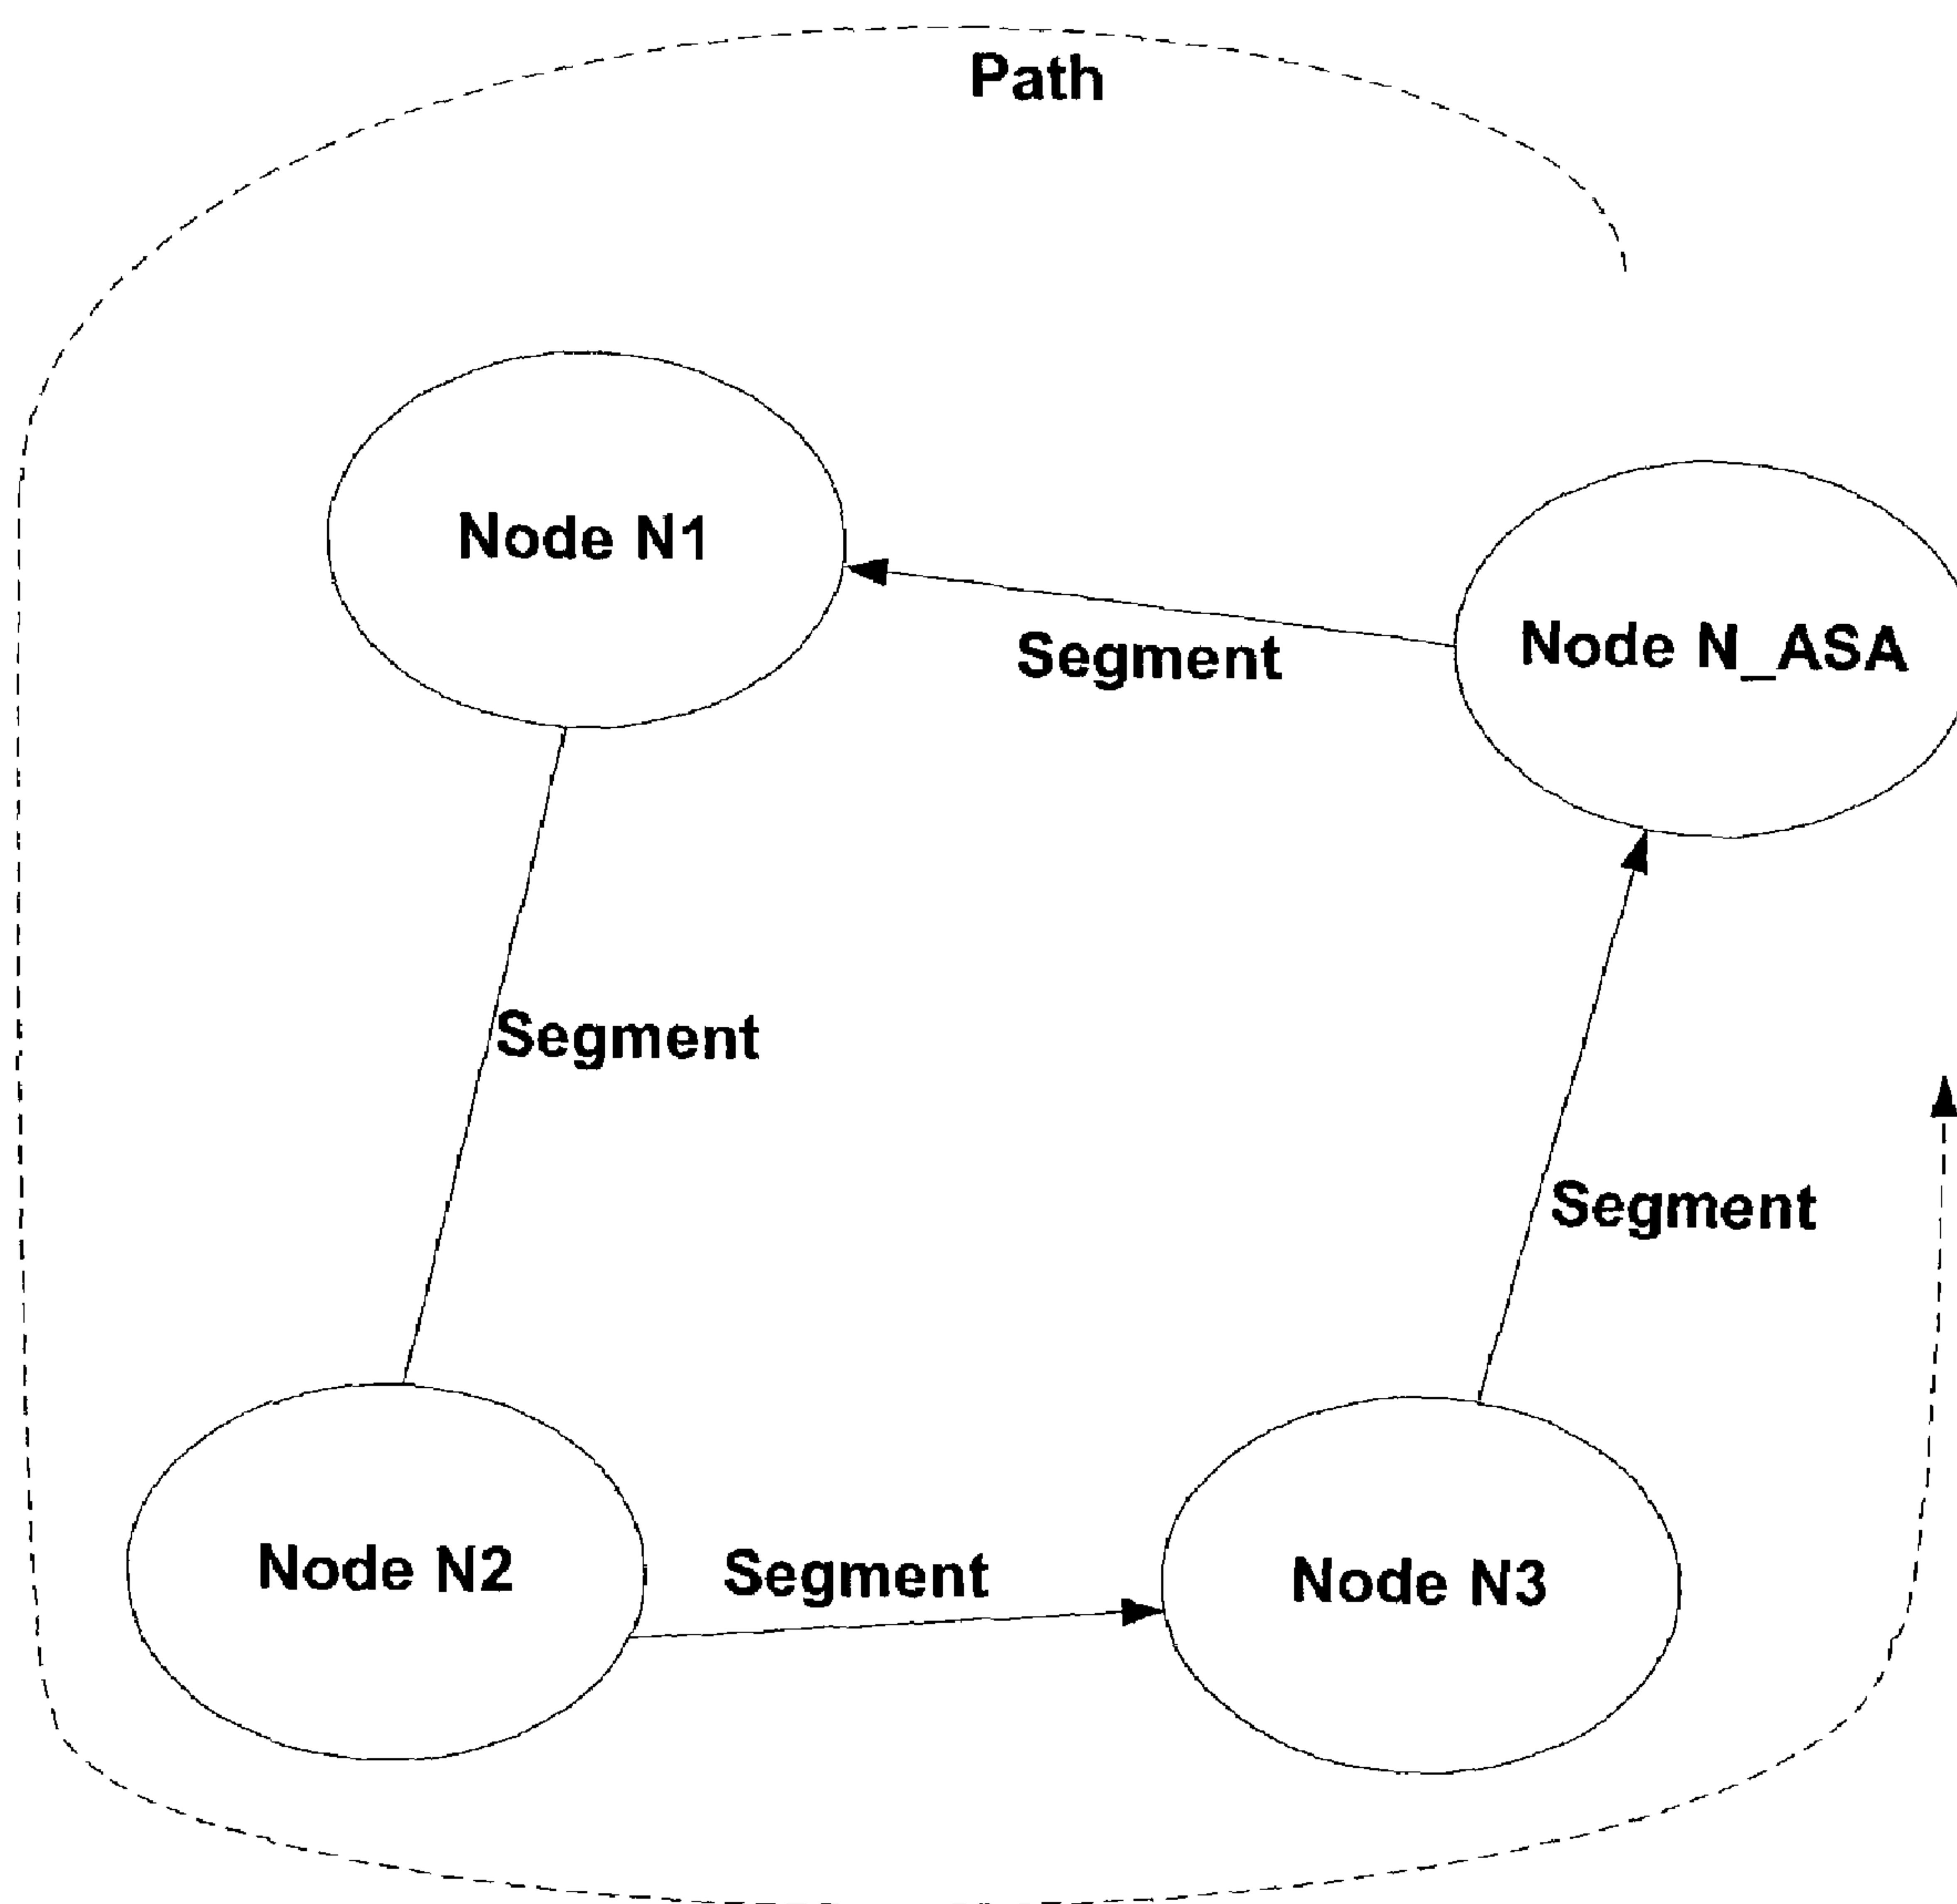 Path
Node N1
Node N_ASA
Segment
Segment
Segment
Node N2
Segment
Node N3